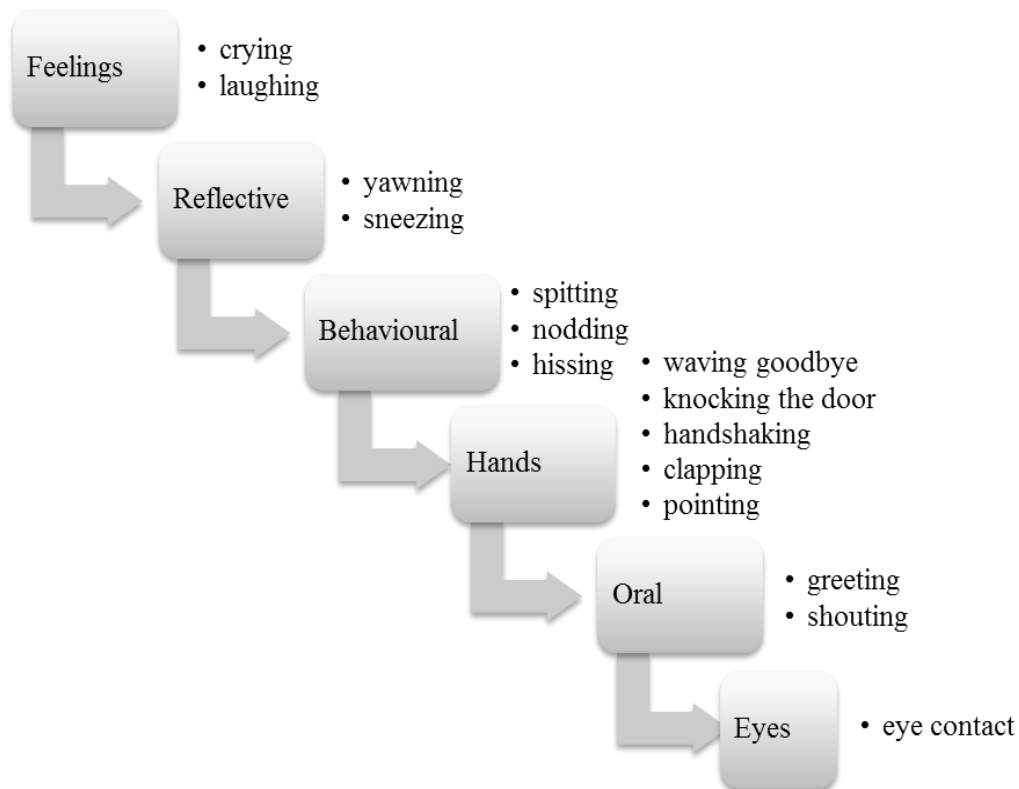 Feelings
• crying
• laughing
Reflective
• yawning
• sneezing
Behavioural
• spitting
• nodding
• hissing
Hands
• waving goodbye
• knocking the door
• handshaking
• clapping
• pointing
Oral
• greeting
• shouting
Eyes
• eye contact